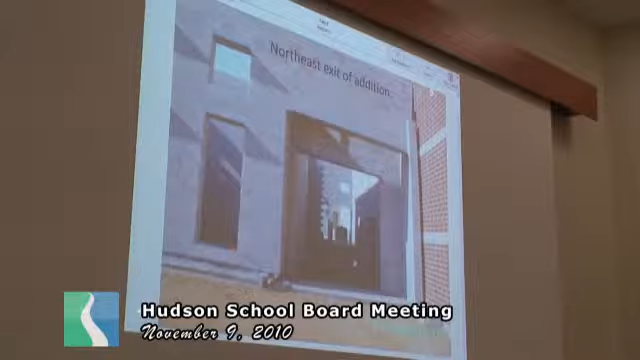 Northeast exit of addition
Hudson School Board Meeting
November 9, 2010